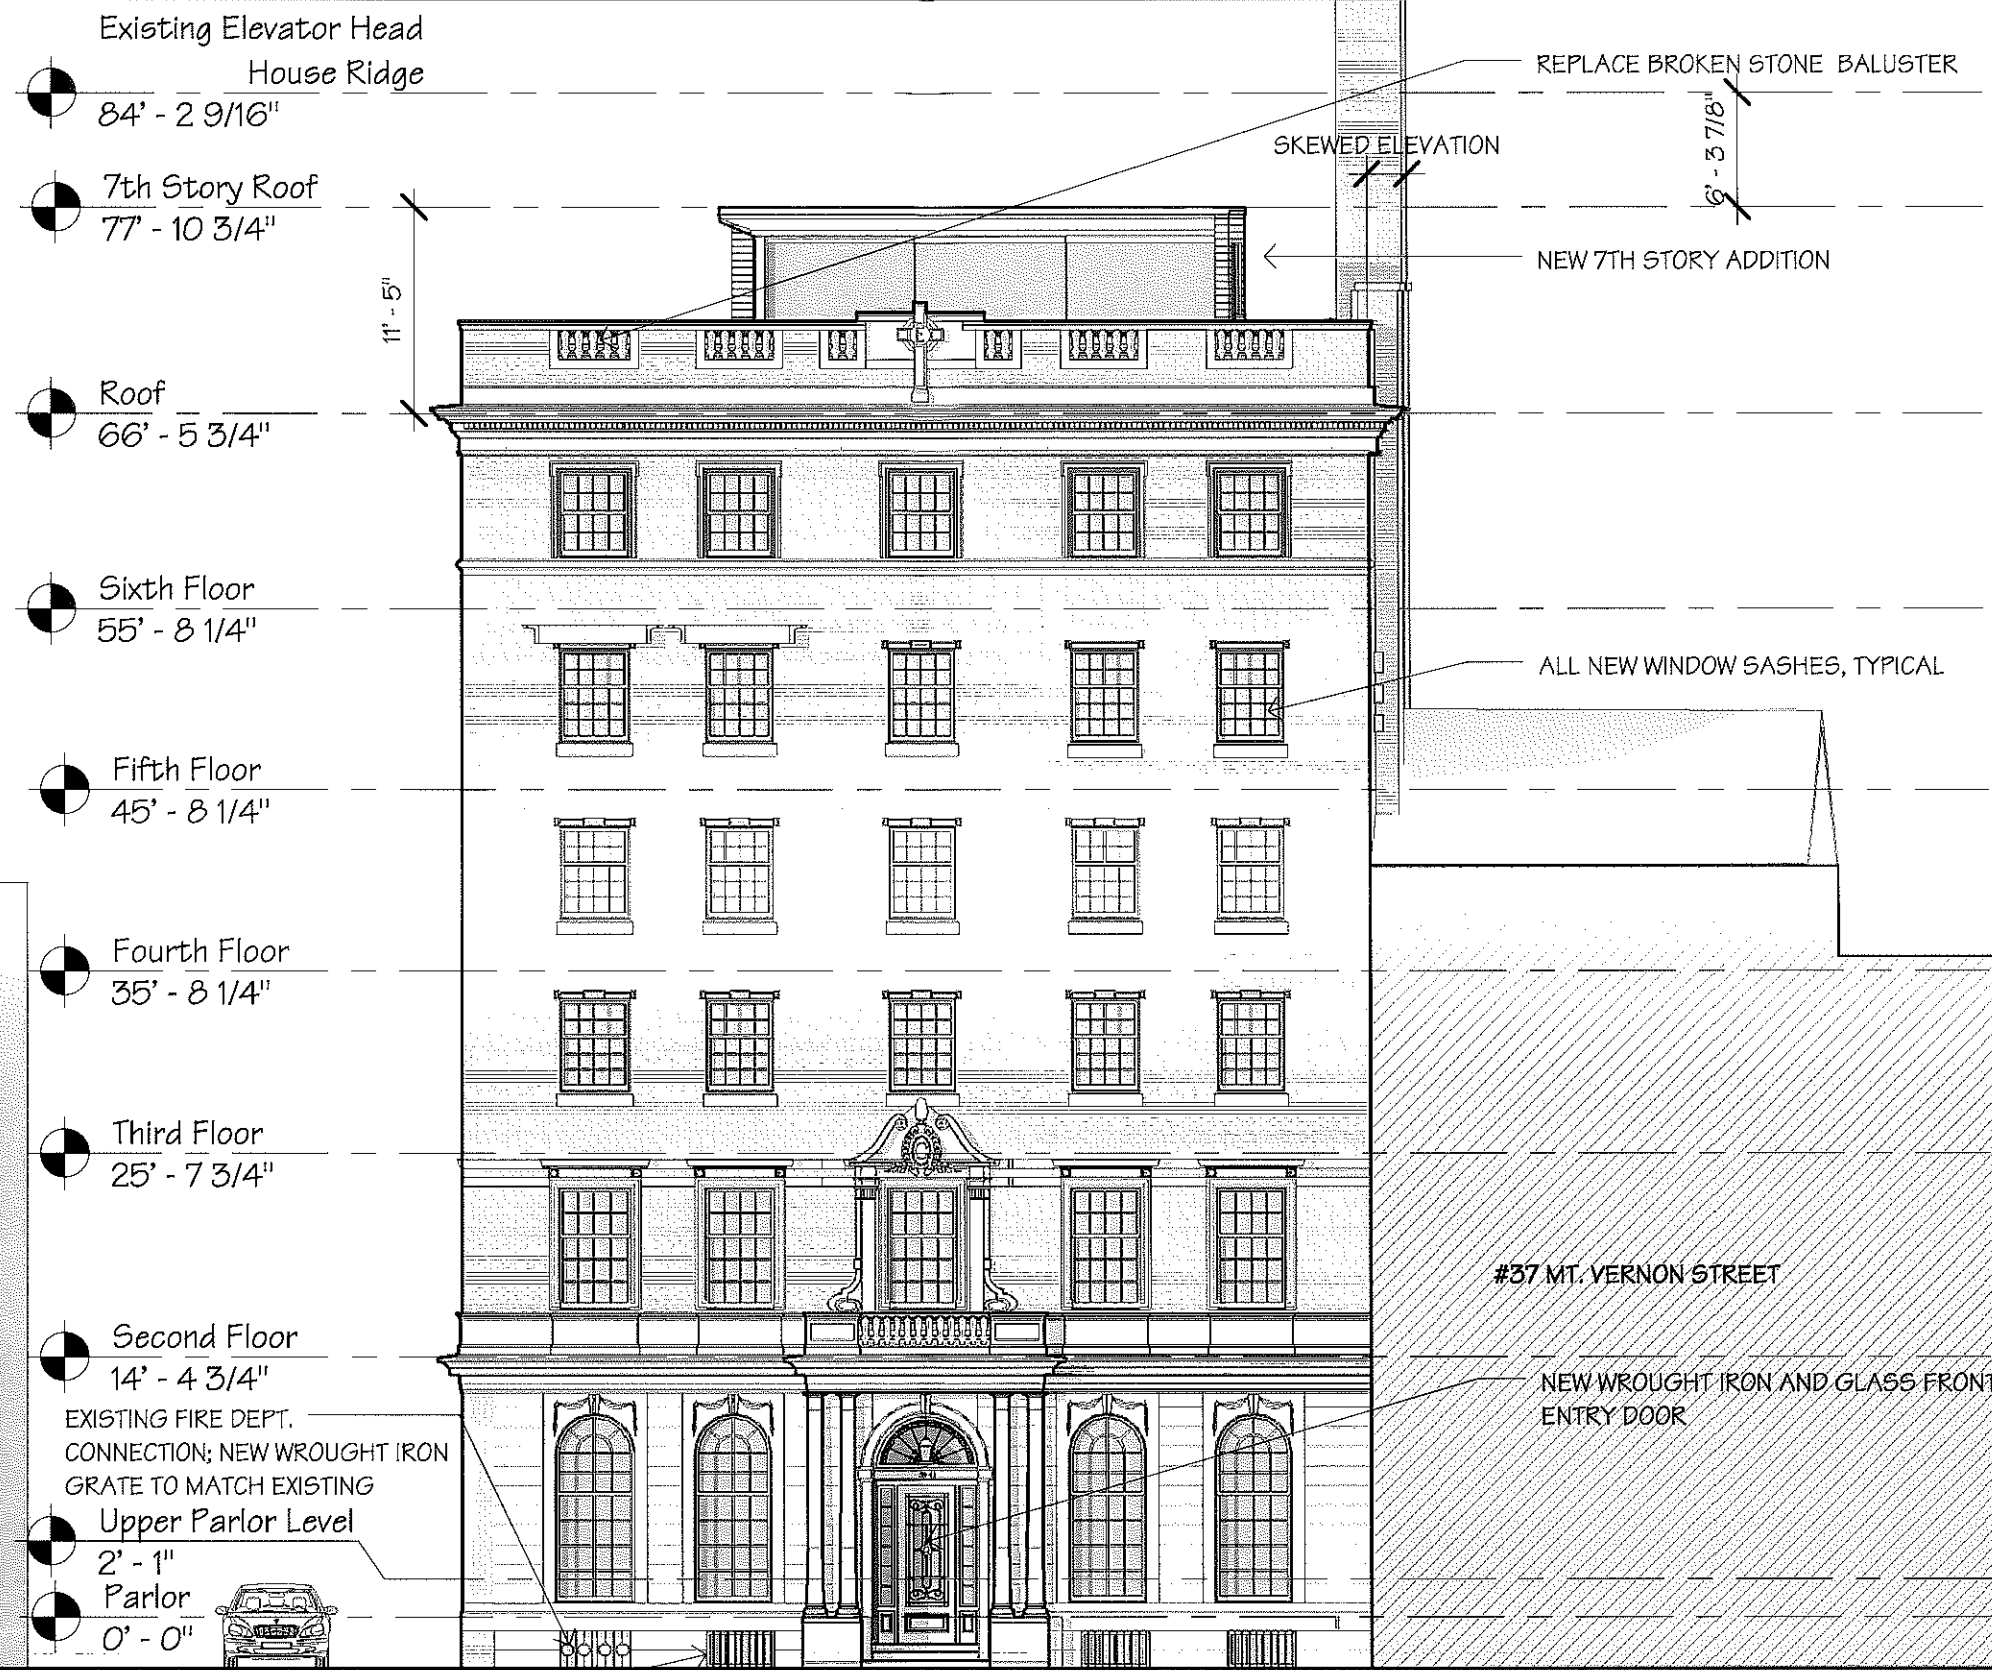 Existing Elevator Head
House Ridge
84' - 2 9/16"
REPLACE BROKEN STONE BALUSTER
6' - 3 7/8"
SKEWED ELEVATION
7th Story Roof
77' - 10 3/4"
NEW 7TH STORY ADDITION
11' - 5"
Roof
66' - 5 3/4"
Sixth Floor
55' - 8 1/4"
ALL NEW WINDOW SASHES, TYPICAL
Fifth Floor
45' - 8 1/4"
Fourth Floor
35' - 8 1/4"
Third Floor
25' - 7 3/4"
#37 MT. VERNON STREET
Second Floor
14' - 4 3/4"
NEW WROUGHT IRON AND GLASS FRONT
ENTRY DOOR
EXISTING FIRE DEPT.
CONNECTION; NEW WROUGHT IRON
GRATE TO MATCH EXISTING
Upper Parlor Level
2' - 1"
Parlor
0' - 0"